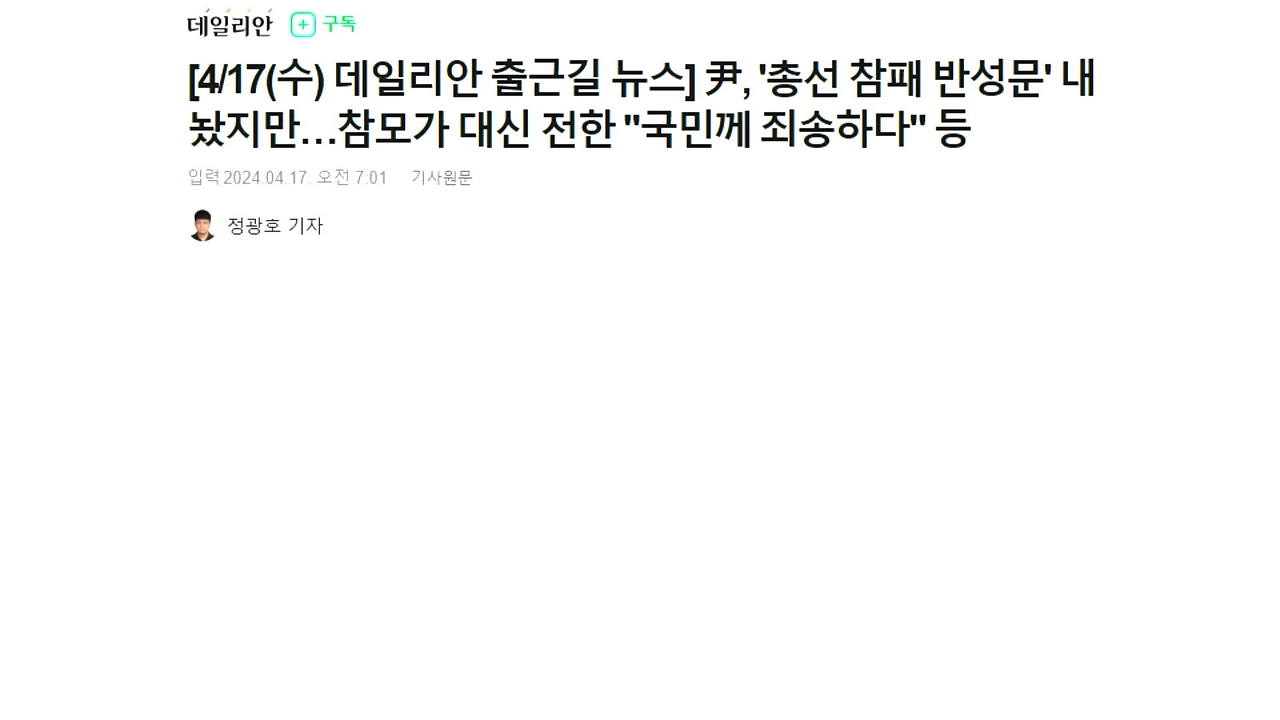 데일리안 + 구독
[4/17(수) 데일리안 출근길 뉴스] 尹, '총선 참패 반성문' 내
놨지만…참모가 대신 전한 "국민께 죄송하다" 등
입력 2024.04.17. 오전 7:01 기사원문
정광호 기자